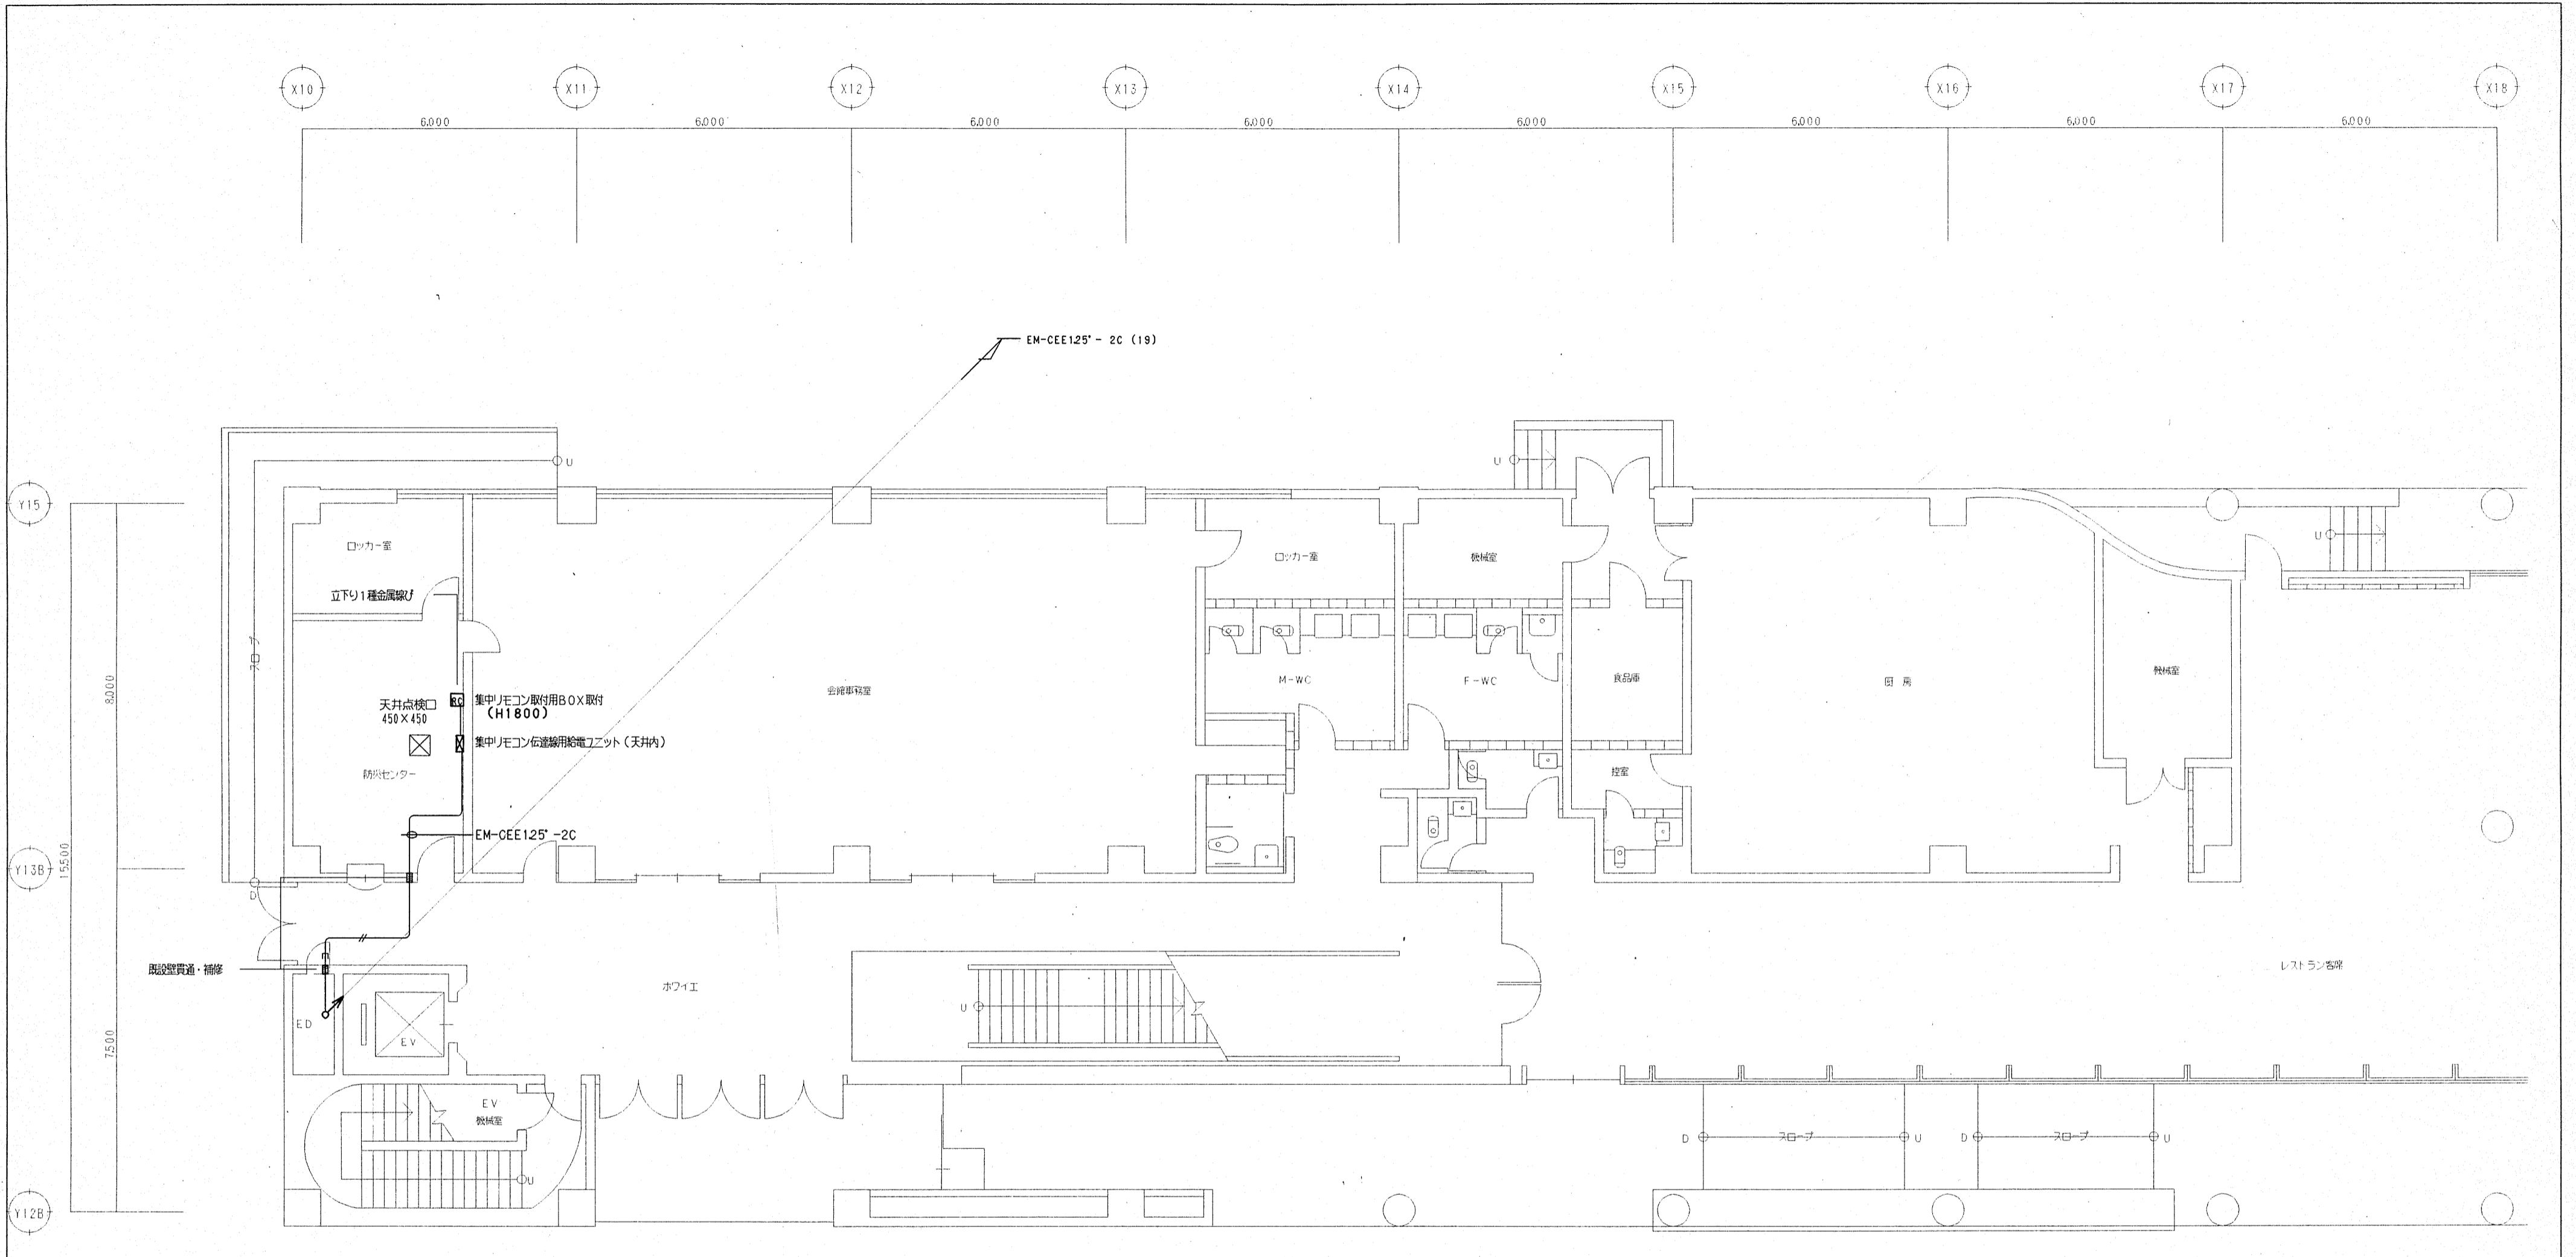 X10 X11 X12 X13 X14 X15 X16 X17 X18
6,000 6,000 6,000 6,000 6,000 6,000 6,000 6,000
EM-CEE1.25°- 2C (19)
U
U
Y15
U
ロッカー室
ロッカー室
機械室
立下り1種金属線ぴ
スロープ
8,000
会館事務室
M-WC
F-WC
食品庫
厨 房
機械室
天井点検口
450×450
RC
集中リモコン取付用BOX取付
(H1800)
集中リモコン伝達線用給電ユニット(天井内)
防災センター
控室
EM-CEE1.25°-2C
15,500
Y13B
D
既設壁貫通・補修
ホワイエ
レストラン客席
U
ED
EV
7,500
EV
機械室
D スロープ U
D スロープ U
U
Y12B